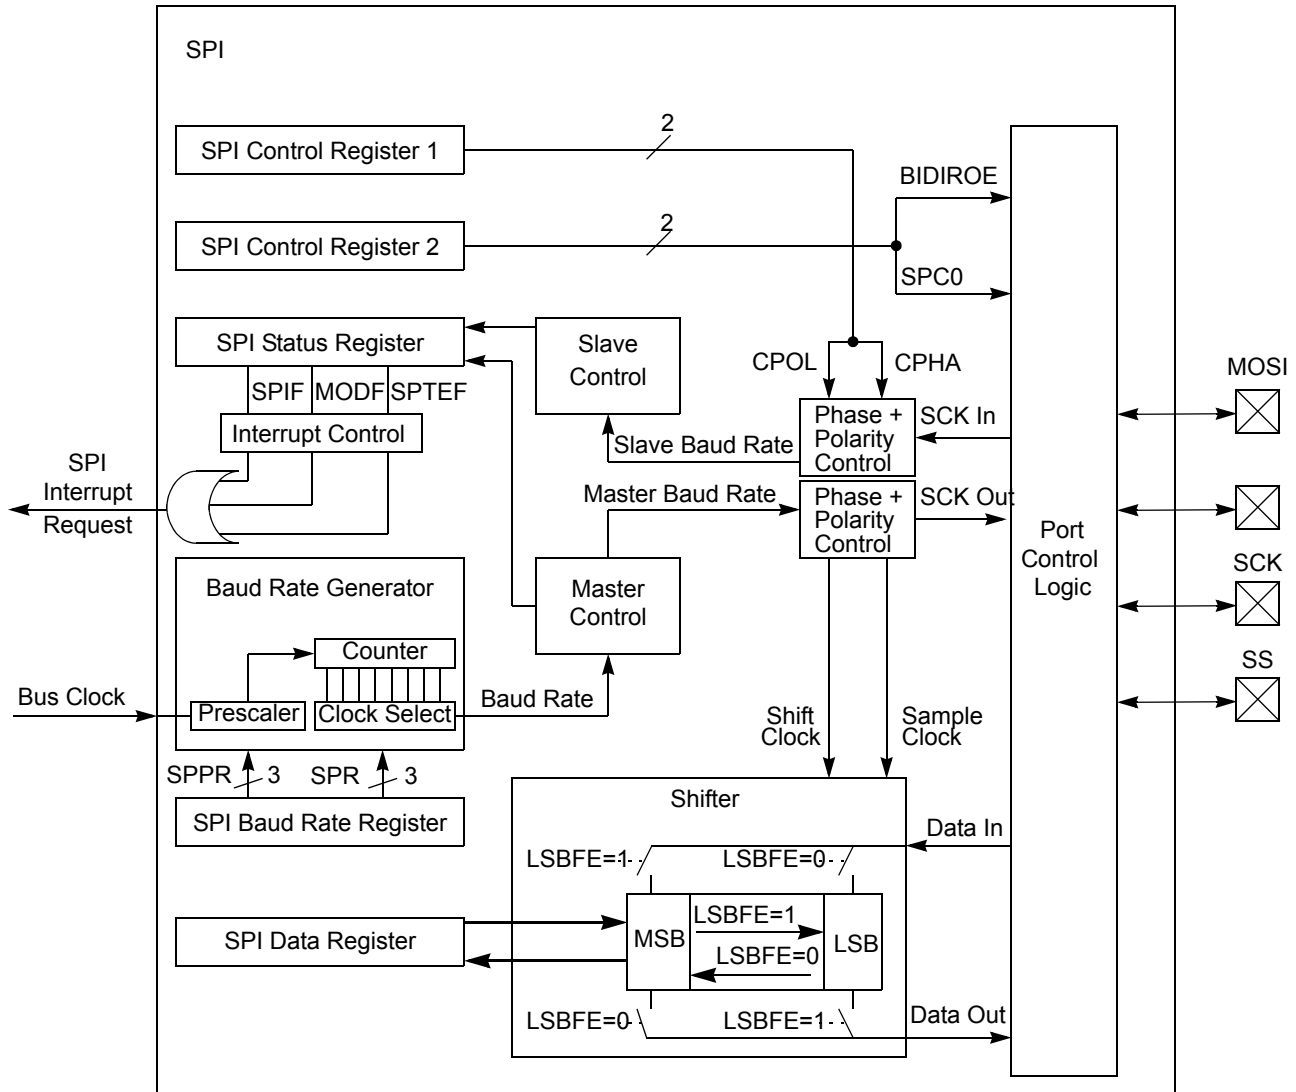 SPI
SPI Control Register 1
2
BIDIROE
SPI Control Register 2
2
SPC0
SPI Status Register
Slave
Control
CPOL
CPHA
MOSI
SPIF
MODF
SPTEF
Interrupt Control
Slave Baud Rate
Phase +
Polarity
Control
SCK In
SPI
Interrupt
Request
Master Baud Rate
Phase +
Polarity
Control
SCK Out
Port
Control
Logic
SCK
Baud Rate Generator
Master
Control
Counter
SS
Bus Clock
Prescaler
Clock Select
Baud Rate
Shift
Clock
Sample
Clock
SPPR
3
SPR
3
SPI Baud Rate Register
Shifter
Data In
LSBFE=1
LSBFE=0
SPI Data Register
MSB
LSBFE=1
LSBFE=0
LSB
LSBFE=0
LSBFE=1
Data Out